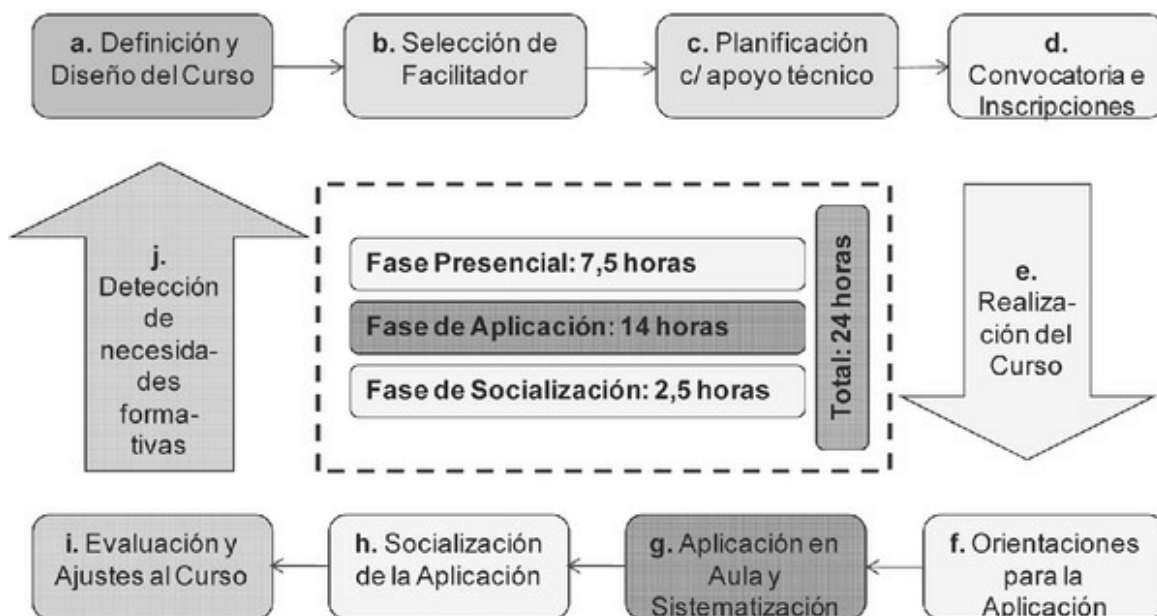 a. Definición y
Diseño del Curso
b. Selección de
Facilitador
c. Planificación
c/ apoyo técnico
d.
Convocatoria e
Inscripciones
j.
Detección
de
necesida-
des
forma-
tivas
Fase Presencial: 7,5 horas
Fase de Aplicación: 14 horas
Fase de Socialización: 2,5 horas
Total: 24 horas
e.
Realiza-
ción del
Curso
i. Evaluación y
Ajustes al Curso
h. Socialización
de la Aplicación
g. Aplicación en
Aula y
Sistematización
f. Orientaciones
para la
Aplicación